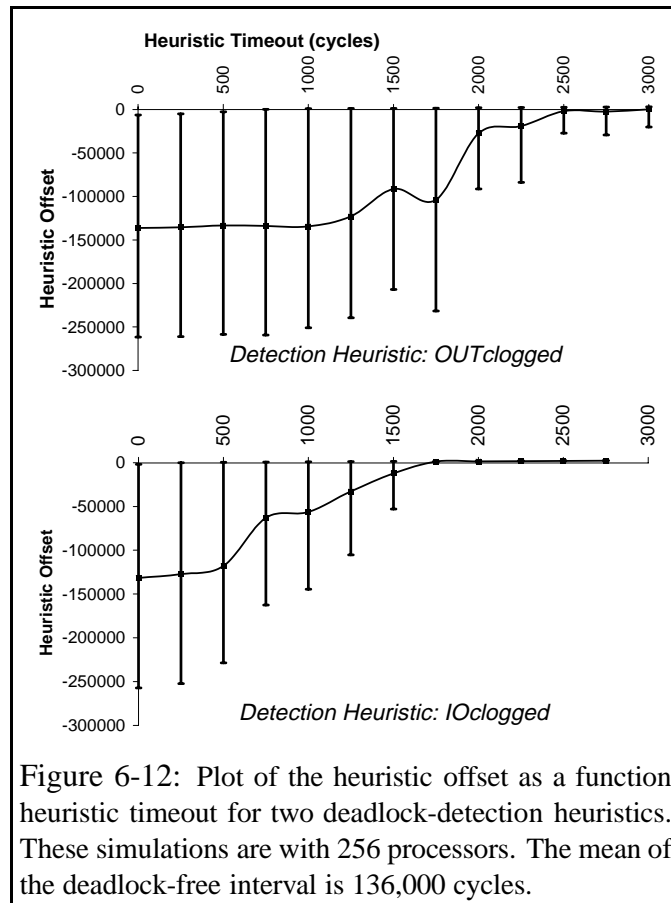 Heuristic Timeout (cycles)
0 500 1000 1500 2000 2500 3000
0
-50000
-100000
-150000
-200000
-250000
-300000
Heuristic Offset
Detection Heuristic: OUTclogged
0 500 1000 1500 2000 2500 3000
0
-50000
-100000
-150000
-200000
-250000
-300000
Heuristic Offset
Detection Heuristic: IOclogged
Figure 6-12: Plot of the heuristic offset as a function
heuristic timeout for two deadlock-detection heuristics.
These simulations are with 256 processors. The mean of
the deadlock-free interval is 136,000 cycles.